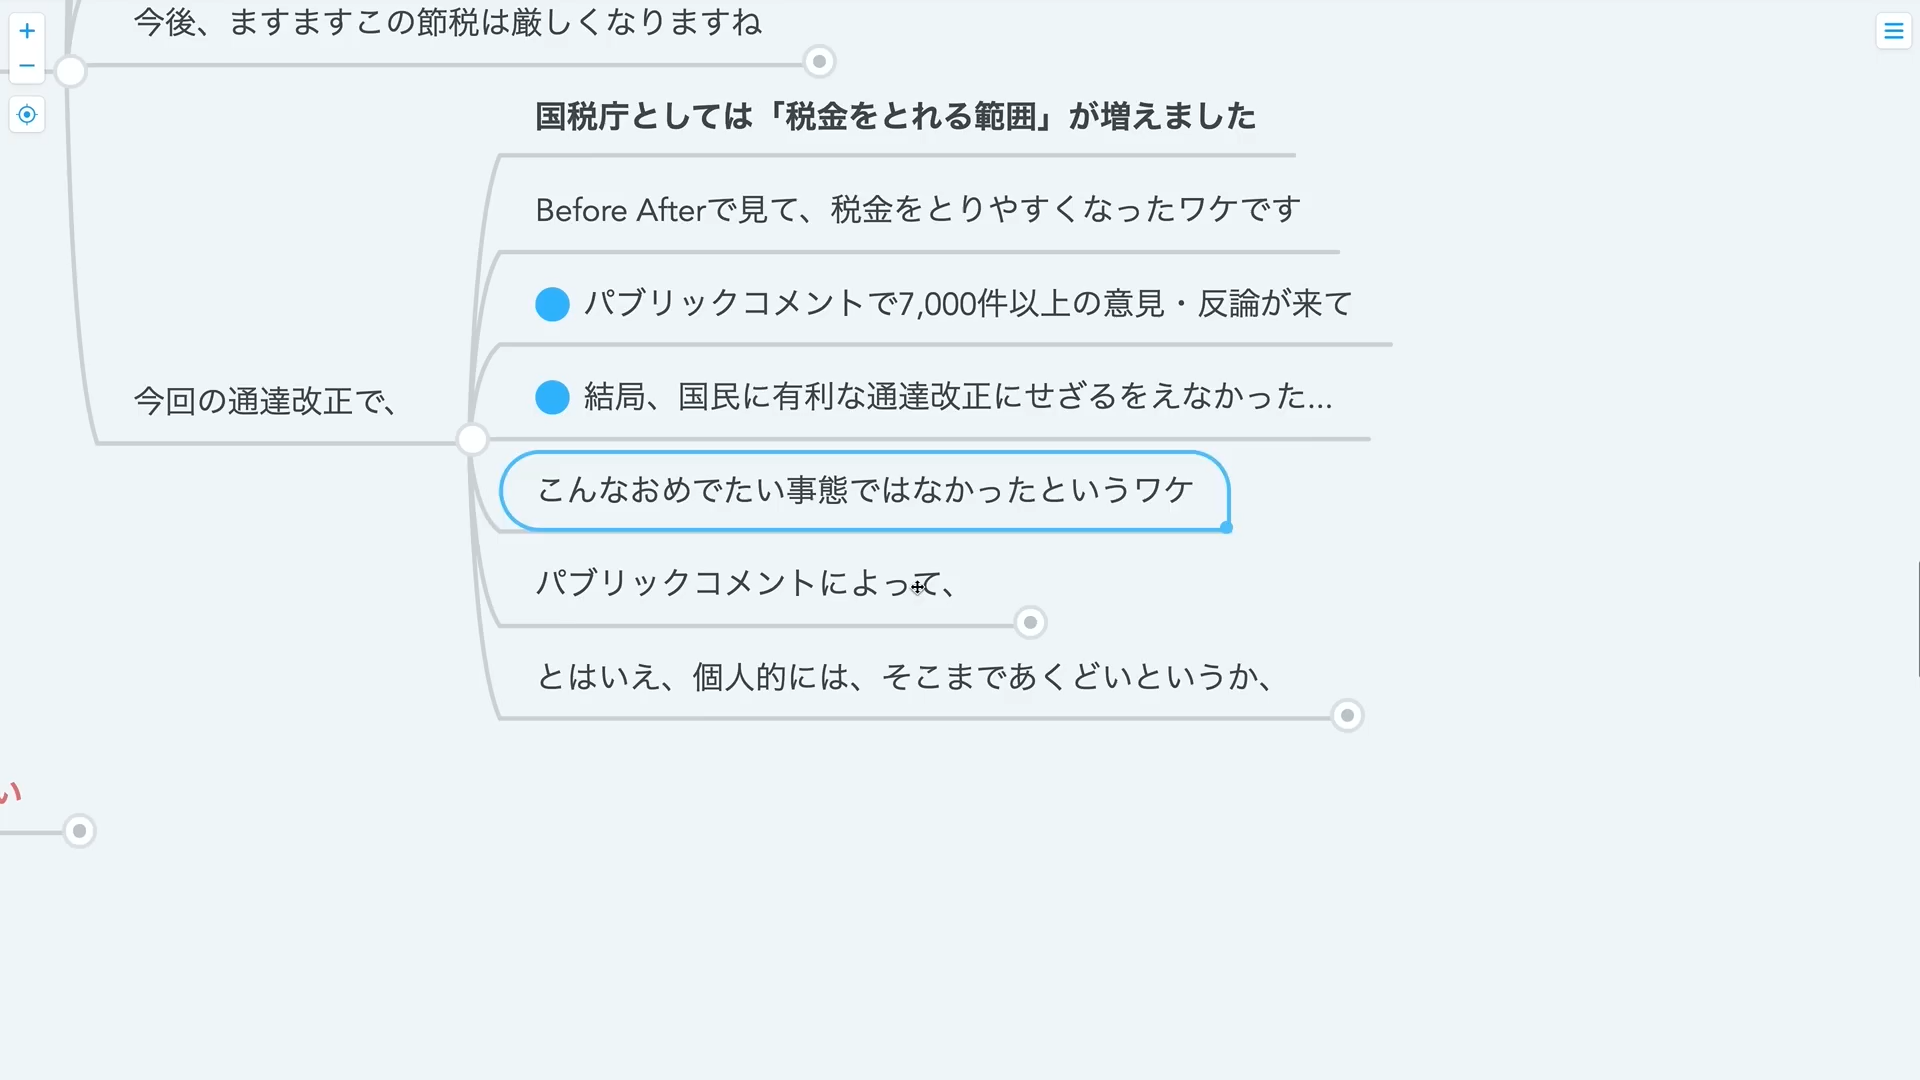 今後、ますますこの節税は厳しくなりますね
国税庁としては「税金をとれる範囲」が増えました
Before Afterで見て、税金をとりやすくなったワケです
パブリックコメントで7,000件以上の意見・反論が来て
今回の通達改正で、
結局、国民に有利な通達改正にせざるをえなかった...
こんなおめでたい事態ではなかったというワケ
パブリックコメントによって、
とはいえ、個人的には、そこまであくどいというか、
い